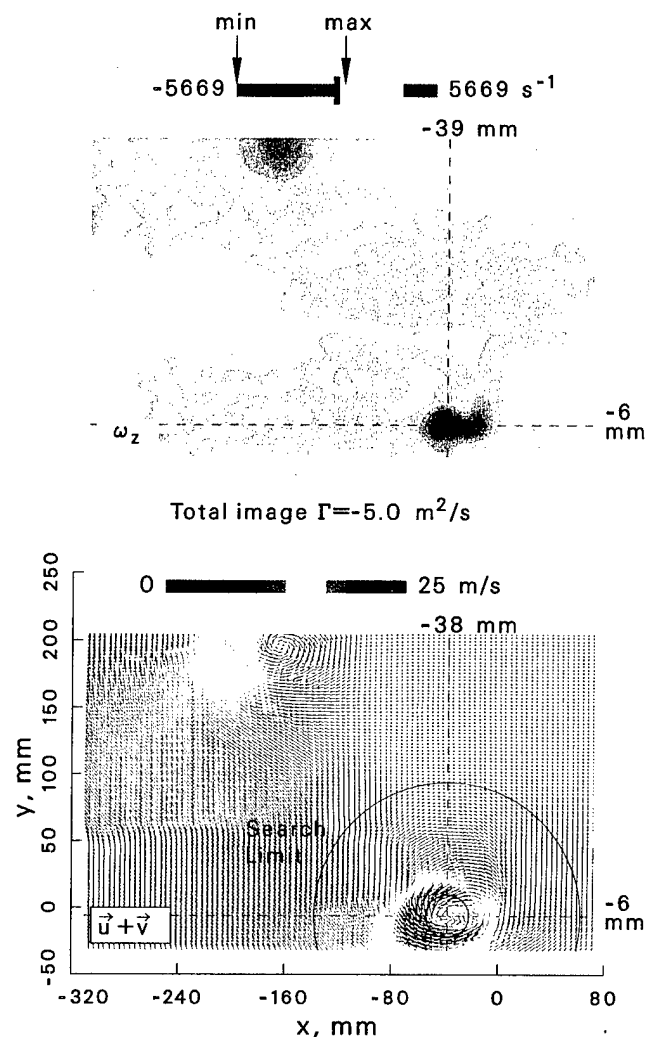 min max
-5669 5669 s⁻¹
-39 mm
-6
mm
ω_z
Total image Γ=-5.0 m²/s
250
0 25 m/s
-38 mm
200
150
100
y, mm
50
Search
Limit
0
-6
mm
u⃗+v⃗
-50
-320 -240 -160 -80 0 80
x, mm